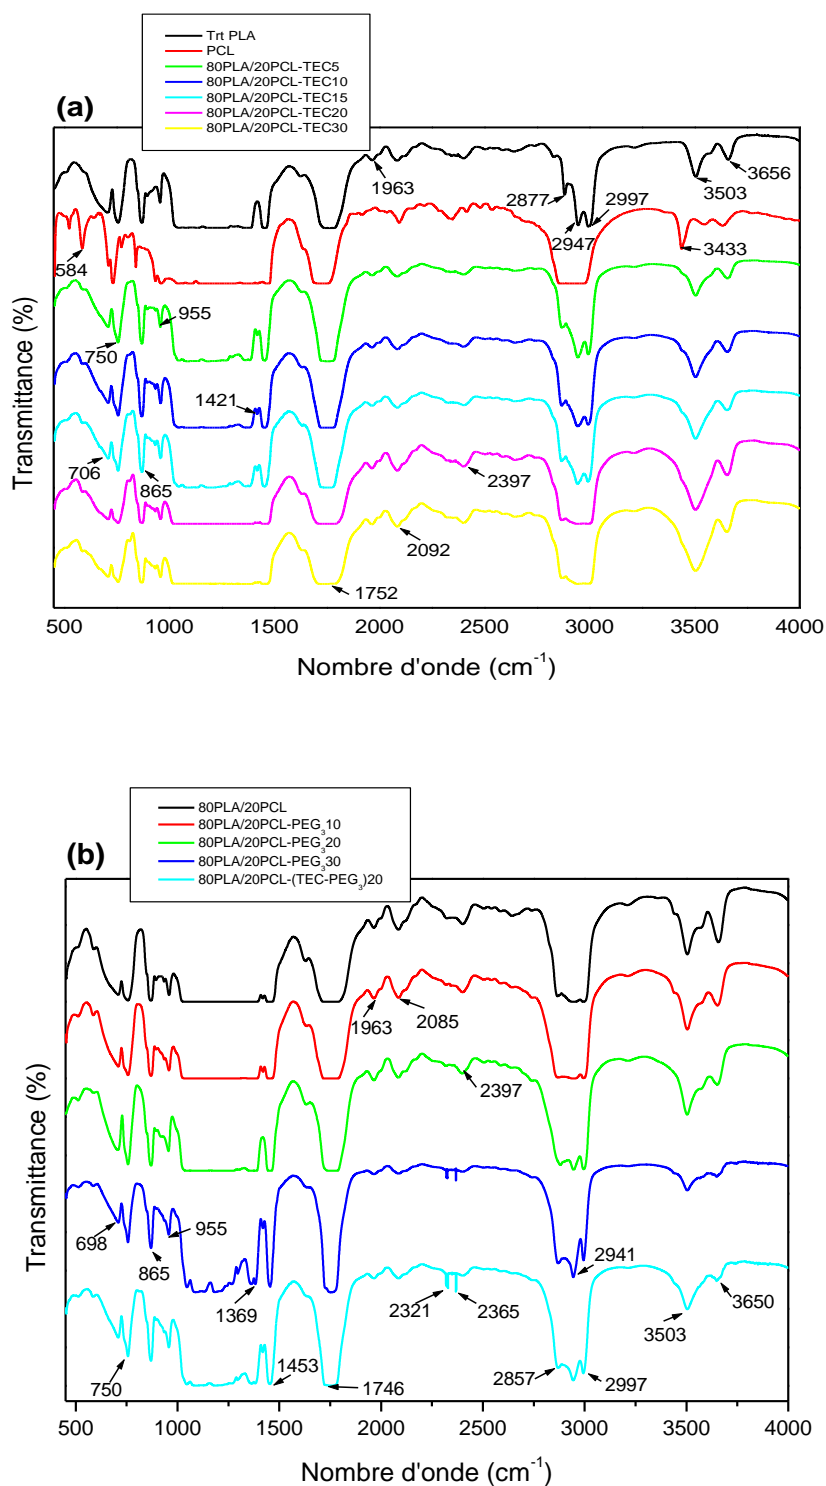 Trt PLA
PCL
80PLA/20PCL-TEC5
80PLA/20PCL-TEC10
80PLA/20PCL-TEC15
80PLA/20PCL-TEC20
80PLA/20PCL-TEC30
(a)
1963
2877
2947
2997
3503
3656
3433
584
955
750
1421
706
865
2397
2092
1752
Transmittance (%)
500 1000 1500 2000 2500 3000 3500 4000
Nombre d'onde (cm⁻¹)
80PLA/20PCL
80PLA/20PCL-PEG₃10
80PLA/20PCL-PEG₃20
80PLA/20PCL-PEG₃30
80PLA/20PCL-(TEC-PEG₃)20
(b)
1963
2085
2397
698
955
865
1369
2941
2321
2365
3503
3650
750
1453
1746
2857
2997
Transmittance (%)
500 1000 1500 2000 2500 3000 3500 4000
Nombre d'onde (cm⁻¹)